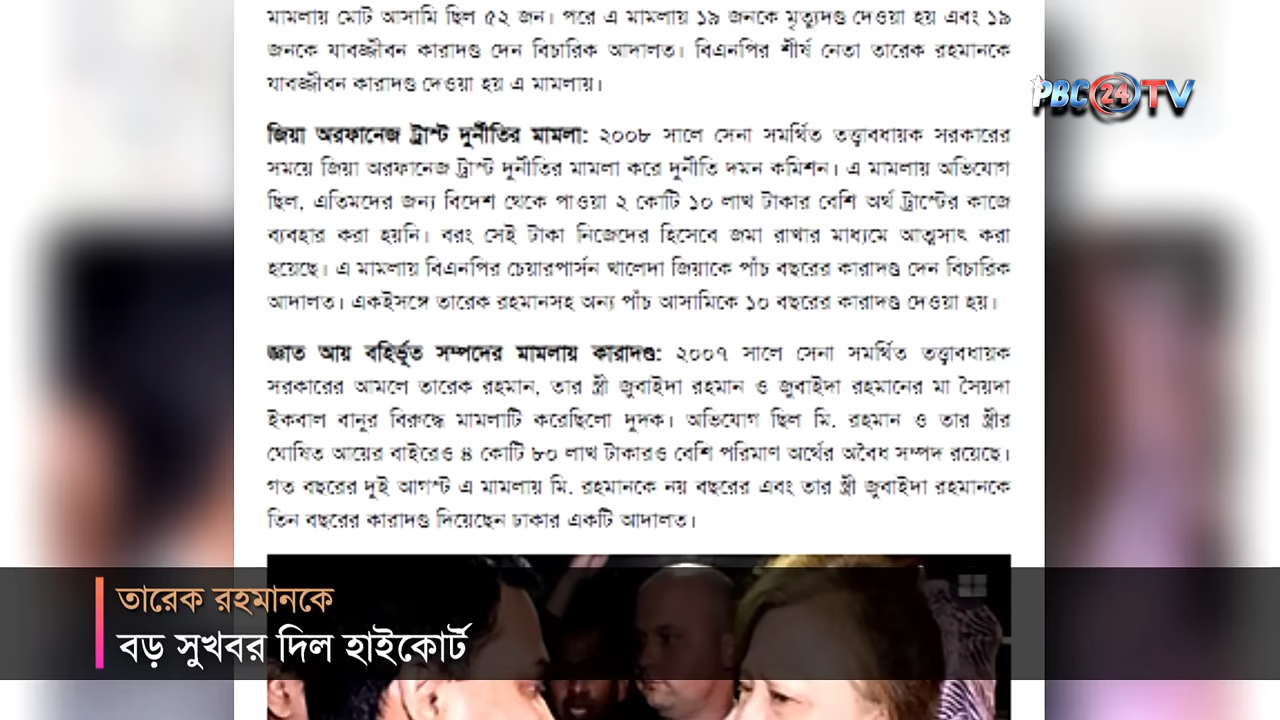 মামলায় মোট আসামি ছিল ৫২ জন। পরে এ মামলায় ১৯ জনকে মৃত্যুদণ্ড দেওয়া হয় এবং ১৯
জনকে যাবজ্জীবন কারাদণ্ড দেন বিচারিক আদালত। বিএনপির শীর্ষ নেতা তারেক রহমানকে
যাবজ্জীবন কারাদণ্ড দেওয়া হয় এ মামলায়।
PBC 24 TV
জিয়া অরফানেজ ট্রাস্ট দুর্নীতির মামলা: ২০০৮ সালে সেনা সমর্থিত তত্ত্বাবধায়ক সরকারের
সময়ে জিয়া অরফানেজ ট্রাস্ট দুর্নীতির মামলা করে দুর্নীতি দমন কমিশন। এ মামলায় অভিযোগ
ছিল, এতিমদের জন্য বিদেশ থেকে পাওয়া ২ কোটি ১০ লাখ টাকার বেশি অর্থ ট্রাস্টের কাজে
ব্যবহার করা হয়নি। বরং সেই টাকা নিজেদের হিসেবে জমা রাখার মাধ্যমে আত্মসাৎ করা
হয়েছে। এ মামলায় বিএনপির চেয়ারপার্সন খালেদা জিয়াকে পাঁচ বছরের কারাদণ্ড দেন বিচারিক
আদালত। একইসঙ্গে তারেক রহমানসহ অন্য পাঁচ আসামিকে ১০ বছরের কারাদণ্ড দেওয়া হয়।
জ্ঞাত আয় বহির্ভূত সম্পদের মামলায় কারাদণ্ড: ২০০৭ সালে সেনা সমর্থিত তত্ত্বাবধায়ক
সরকারের আমলে তারেক রহমান, তার স্ত্রী জুবাইদা রহমান ও জুবাইদা রহমানের মা সৈয়দা
ইকবাল বানুর বিরুদ্ধে মামলাটি করেছিলো দুদক। অভিযোগ ছিল মি. রহমান ও তার স্ত্রীর
ঘোষিত আয়ের বাইরেও ৪ কোটি ৮০ লাখ টাকারও বেশি পরিমাণ অর্থের অবৈধ সম্পদ রয়েছে।
গত বছরের দুই আগস্ট এ মামলায় মি. রহমানকে নয় বছরের এবং তার স্ত্রী জুবাইদা রহমানকে
তিন বছরের কারাদণ্ড দিয়েছেন ঢাকার একটি আদালত।
তারেক রহমানকে
বড় সুখবর দিল হাইকোর্ট